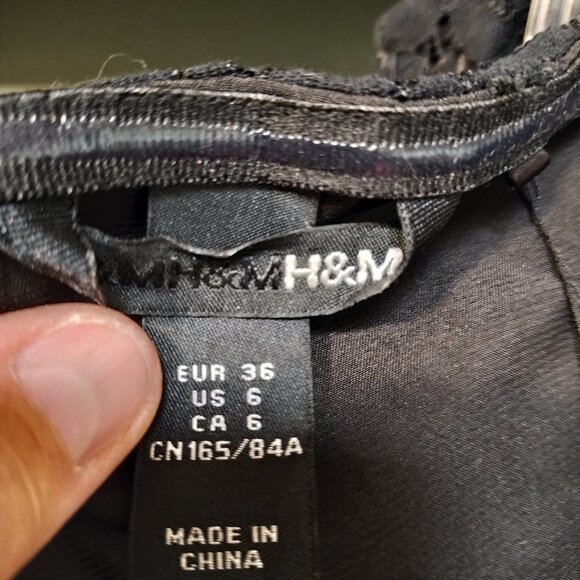 H&M H&M H&M
EUR 36
US 6
CA 6
CN165/84A
MADE IN
CHINA